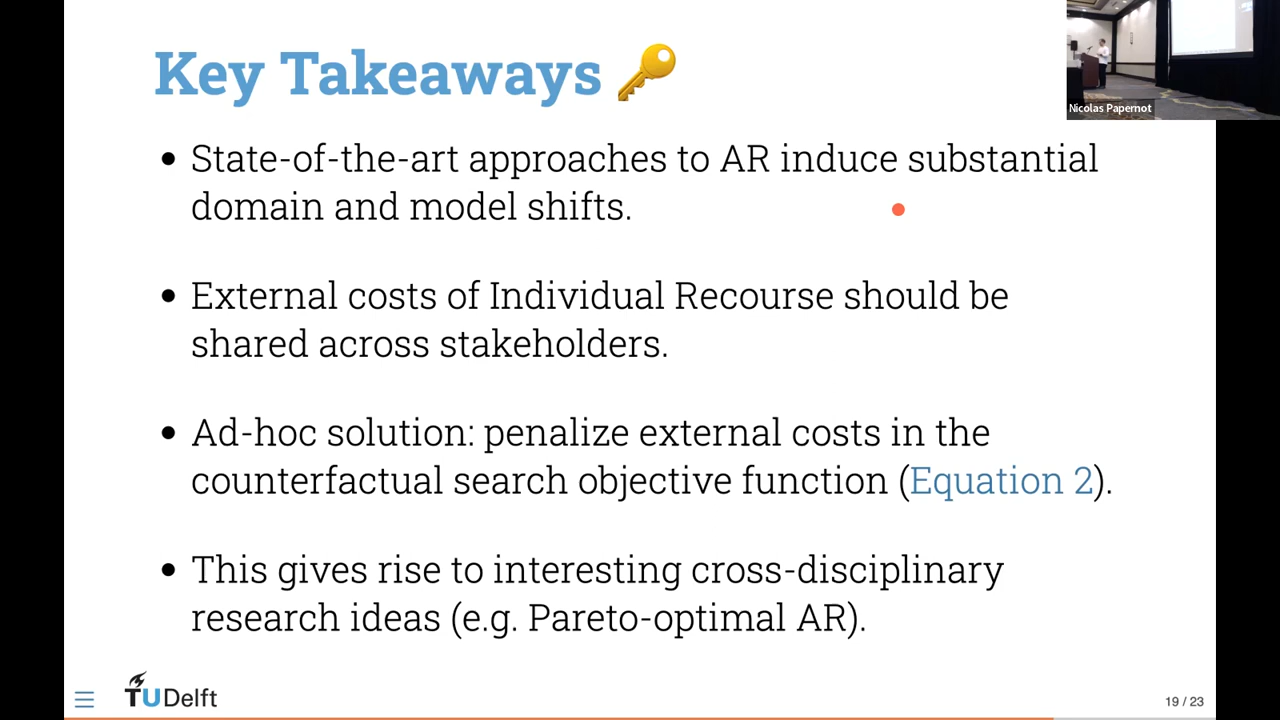 Key Takeaways
Nicolas Papernot
State-of-the-art approaches to AR induce substantial
domain and model shifts.
External costs of Individual Recourse should be
shared across stakeholders.
Ad-hoc solution: penalize external costs in the
counterfactual search objective function (Equation 2).
This gives rise to interesting cross-disciplinary
research ideas (e.g. Pareto-optimal AR).
TUDelft
19 / 23